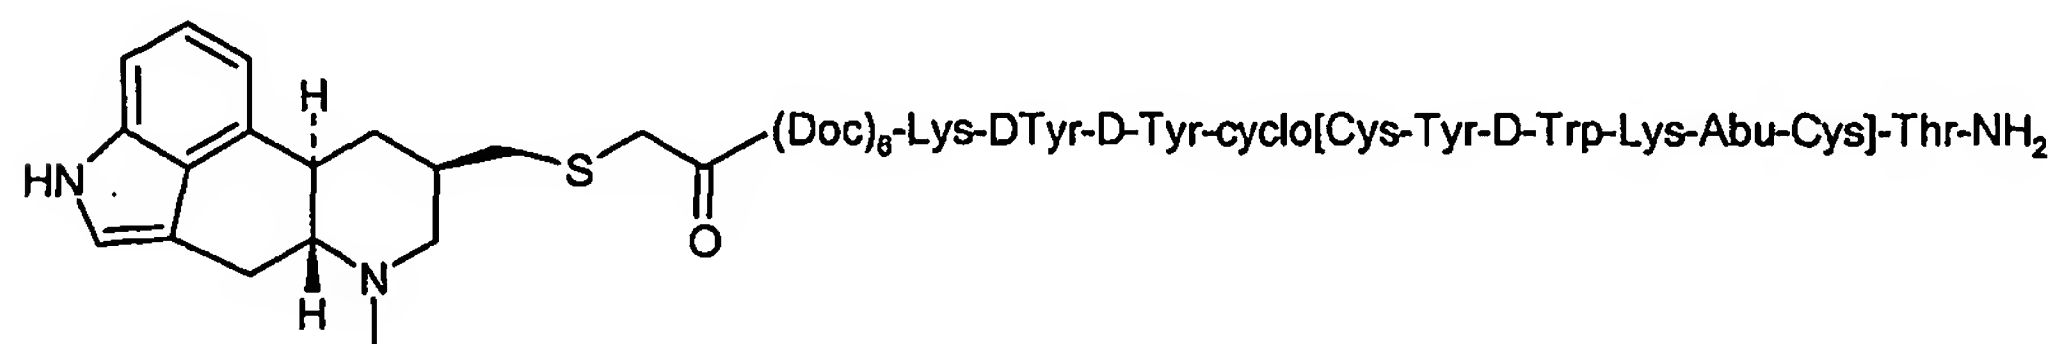 H
(Doc)6-Lys-DTyr-D-Tyr-cyclo[Cys-Tyr-D-Trp-Lys-Abu-Cys]-Thr-NH2
HN
S
O
N
H